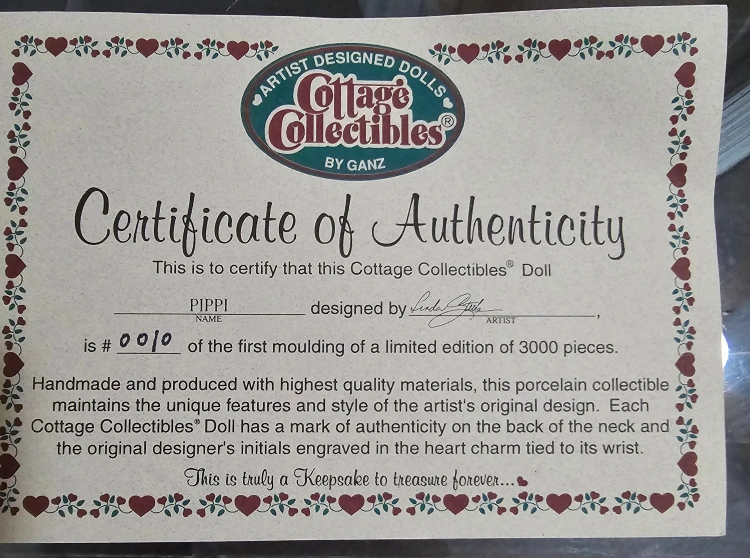 ARTIST DESIGNED DOLLS
Cottage
Collectibles®
BY GANZ
Certificate of Authenticity
This is to certify that this Cottage Collectibles® Doll
PIPPI designed by Linda,
NAME ARTIST
is # 0010 of the first moulding of a limited edition of 3000 pieces.
Handmade and produced with highest quality materials, this porcelain collectible
maintains the unique features and style of the artist's original design. Each
Cottage Collectibles® Doll has a mark of authenticity on the back of the neck and
the original designer's initials engraved in the heart charm tied to its wrist.
This is truly a Keepsake to treasure forever...